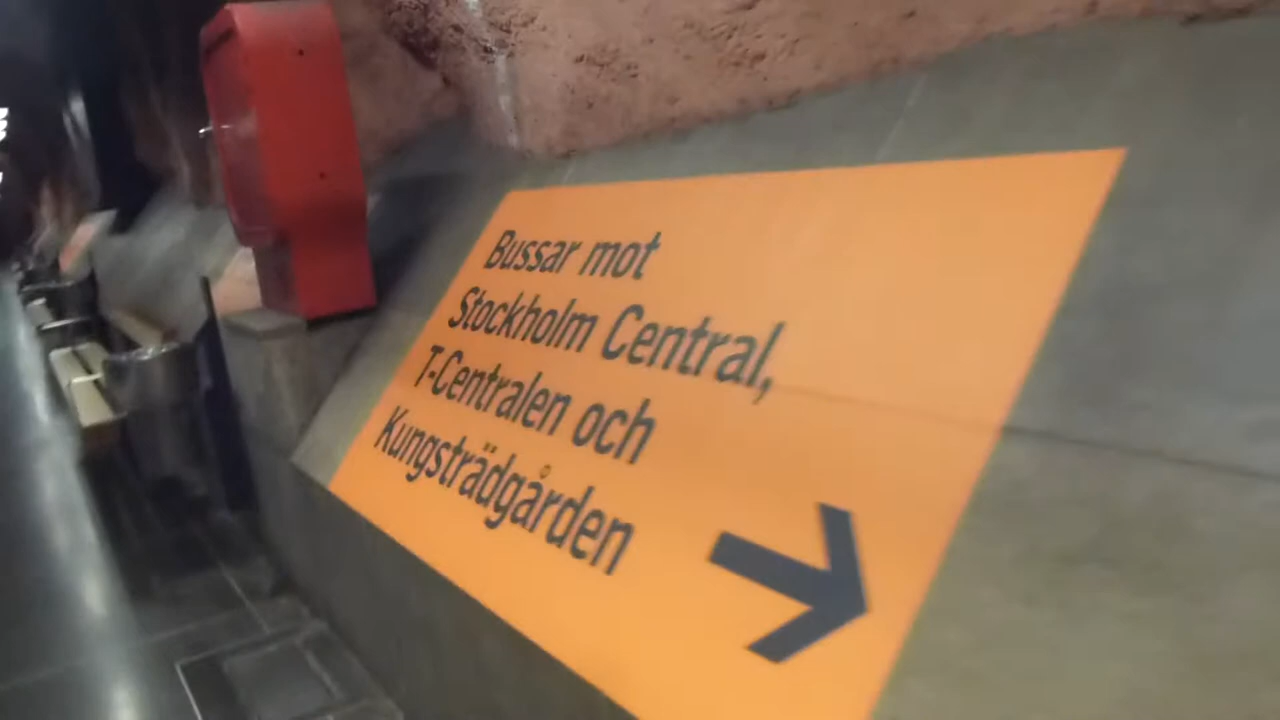 Bussar mot
Stockholm Central,
T-Centralen och
Kungsträdgården